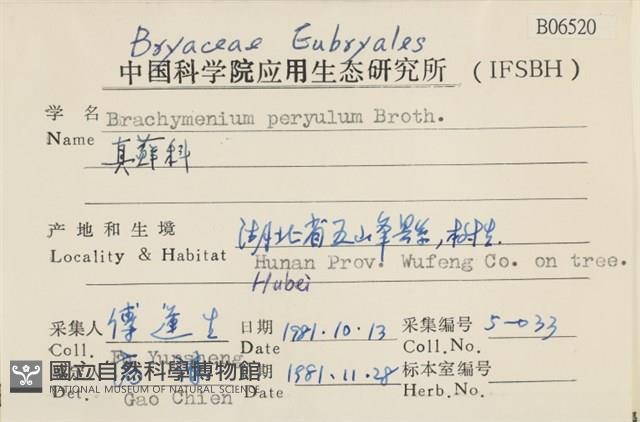 B06520
Bryaceae Eubryales
中国科学院应用生态研究所 (IFSBH)
学 名 Brachymenium peryulum Broth.
Name 真蘚科
产 地 和 生 境 湖北省五峰县, 树生.
Locality & Habitat Hunan Prov. Wufeng Co. on tree.
Hubei
采集人 傅運生 日期 1981.10.13 采集编号 5-033
Coll. Yunsheng Date Coll.No.
國立自然科學博物館 期 1981.11.28 标本室编号
NATIONAL MUSEUM OF NATURAL SCIENCE
Det. Gao Chien Date Herb.No.